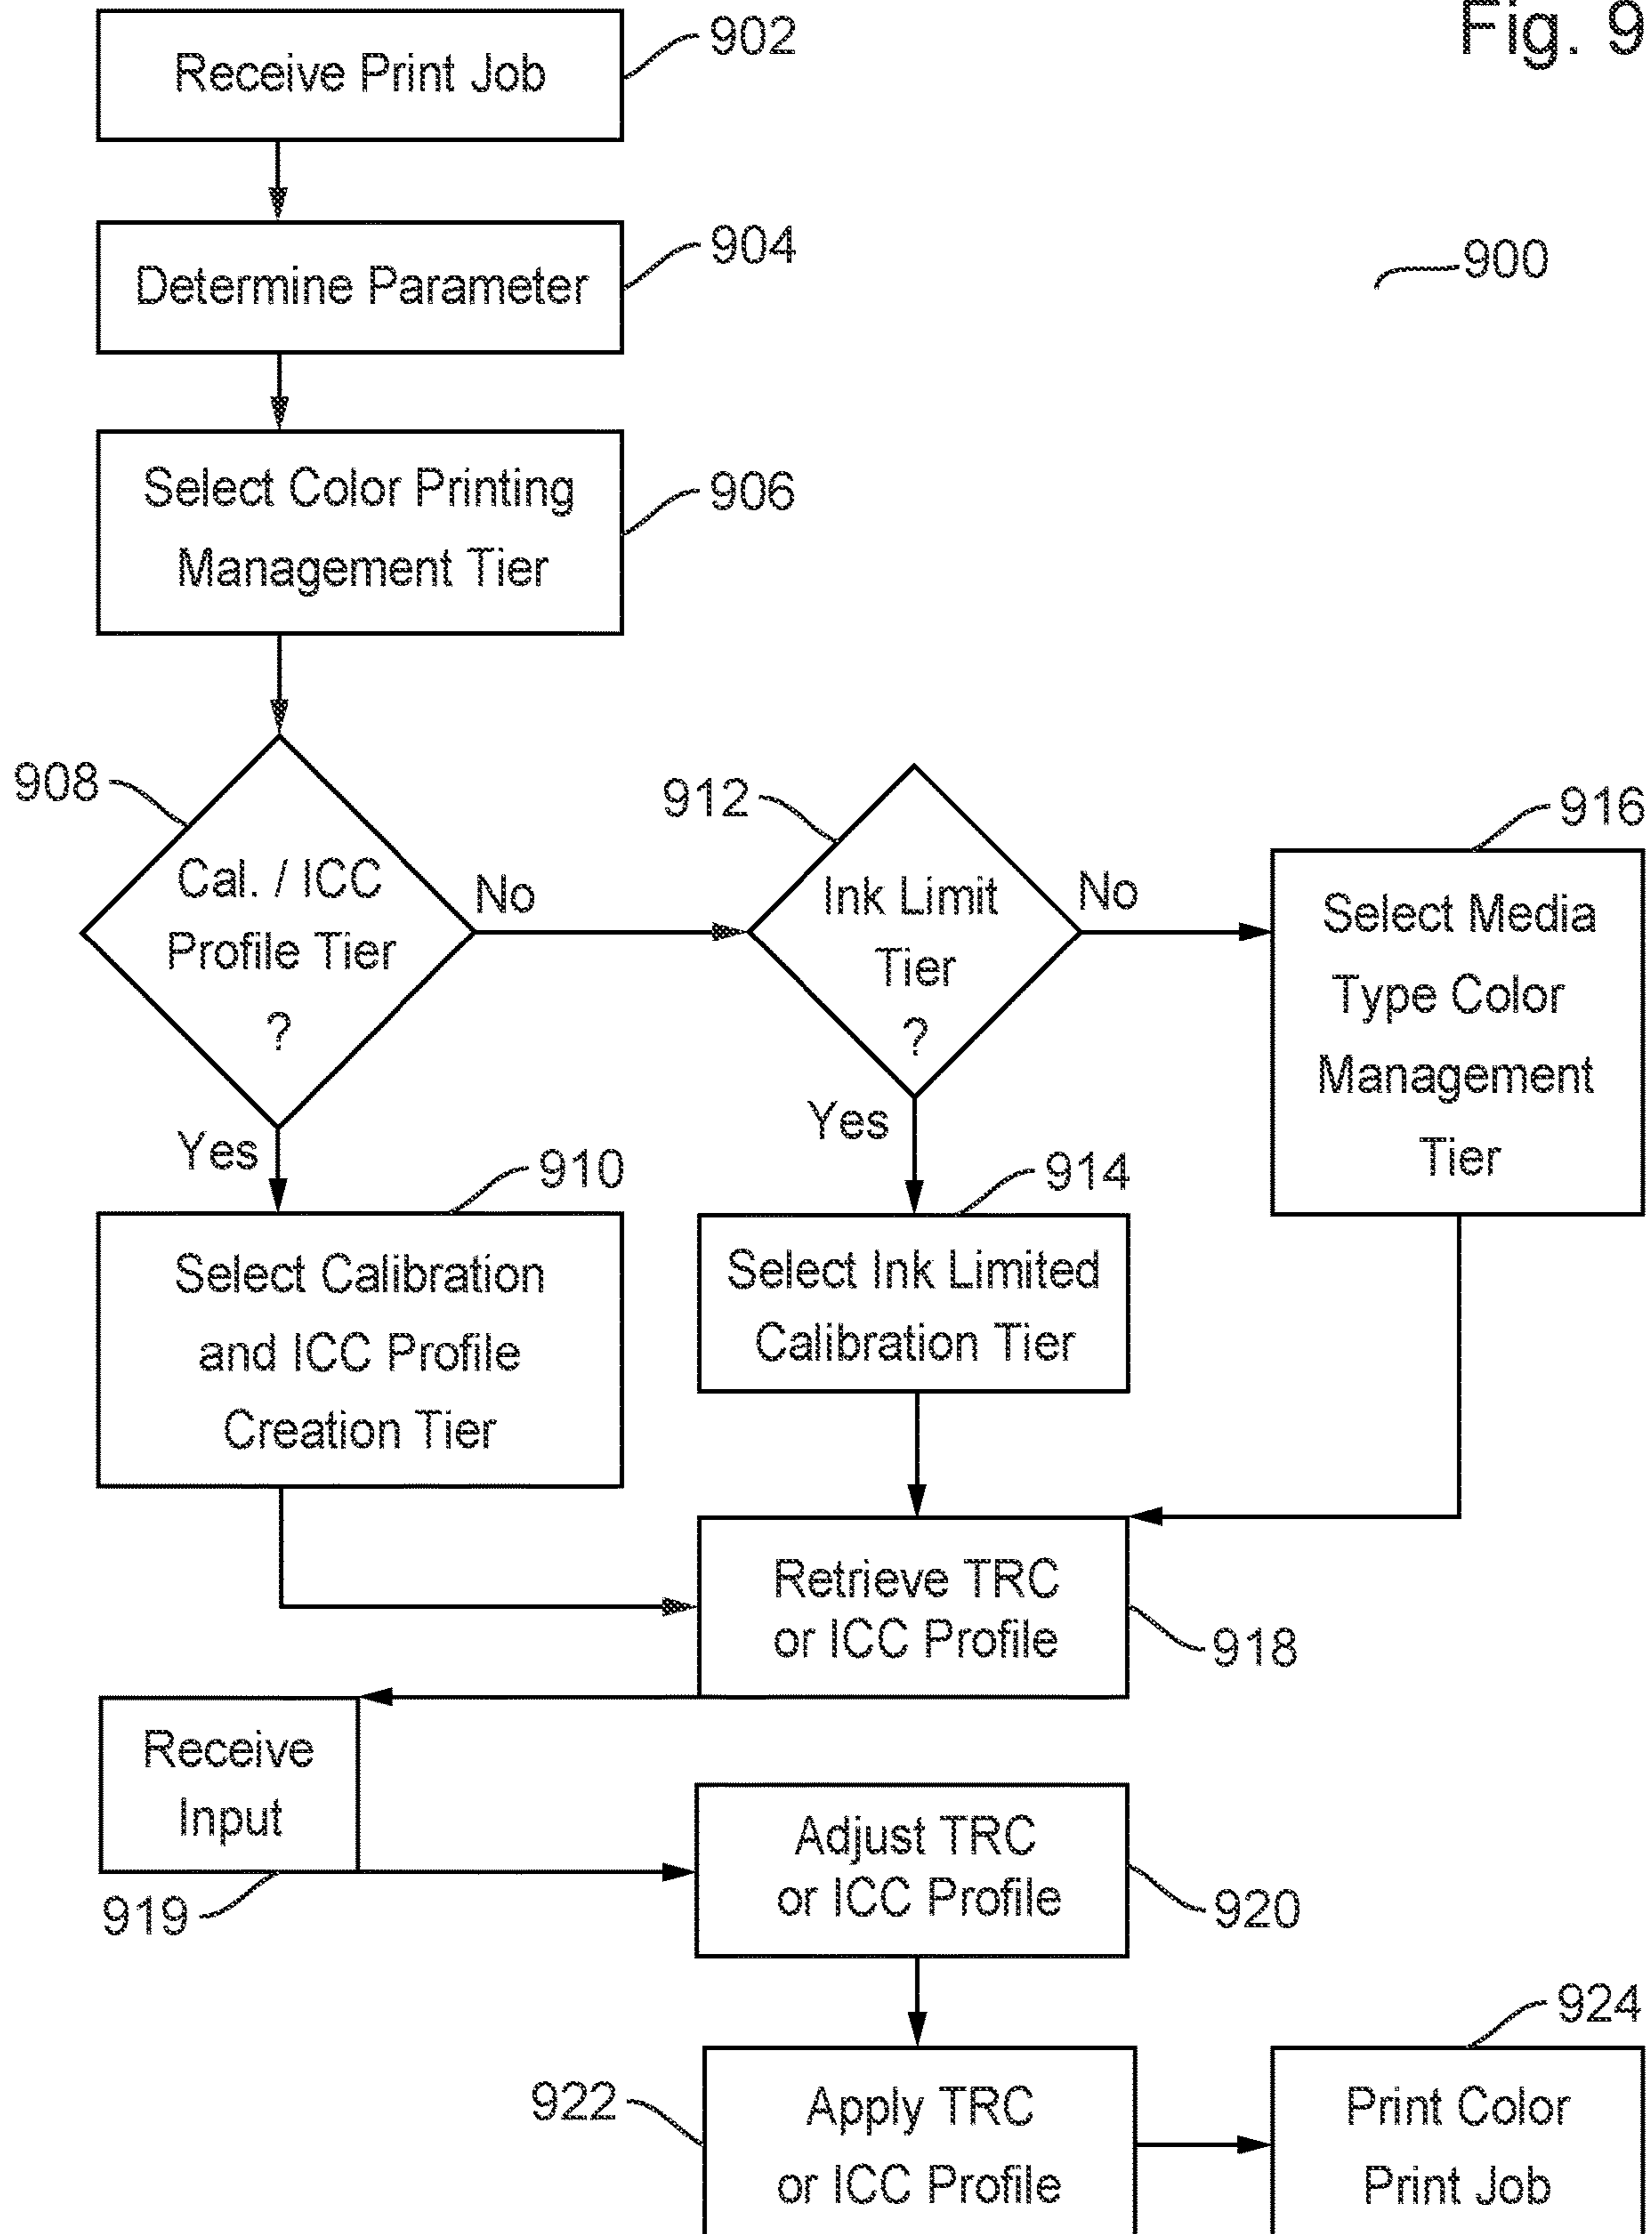 Fig. 9
902
Receive Print Job
904
Determine Parameter
900
Select Color Printing
Management Tier
906
908
Cal. / ICC
Profile Tier
?
No
Yes
912
Ink Limit
Tier
?
No
Yes
916
Select Media
Type Color
Management
Tier
910
Select Calibration
and ICC Profile
Creation Tier
914
Select Ink Limited
Calibration Tier
Retrieve TRC
or ICC Profile
918
Receive
Input
919
Adjust TRC
or ICC Profile
920
922
Apply TRC
or ICC Profile
924
Print Color
Print Job